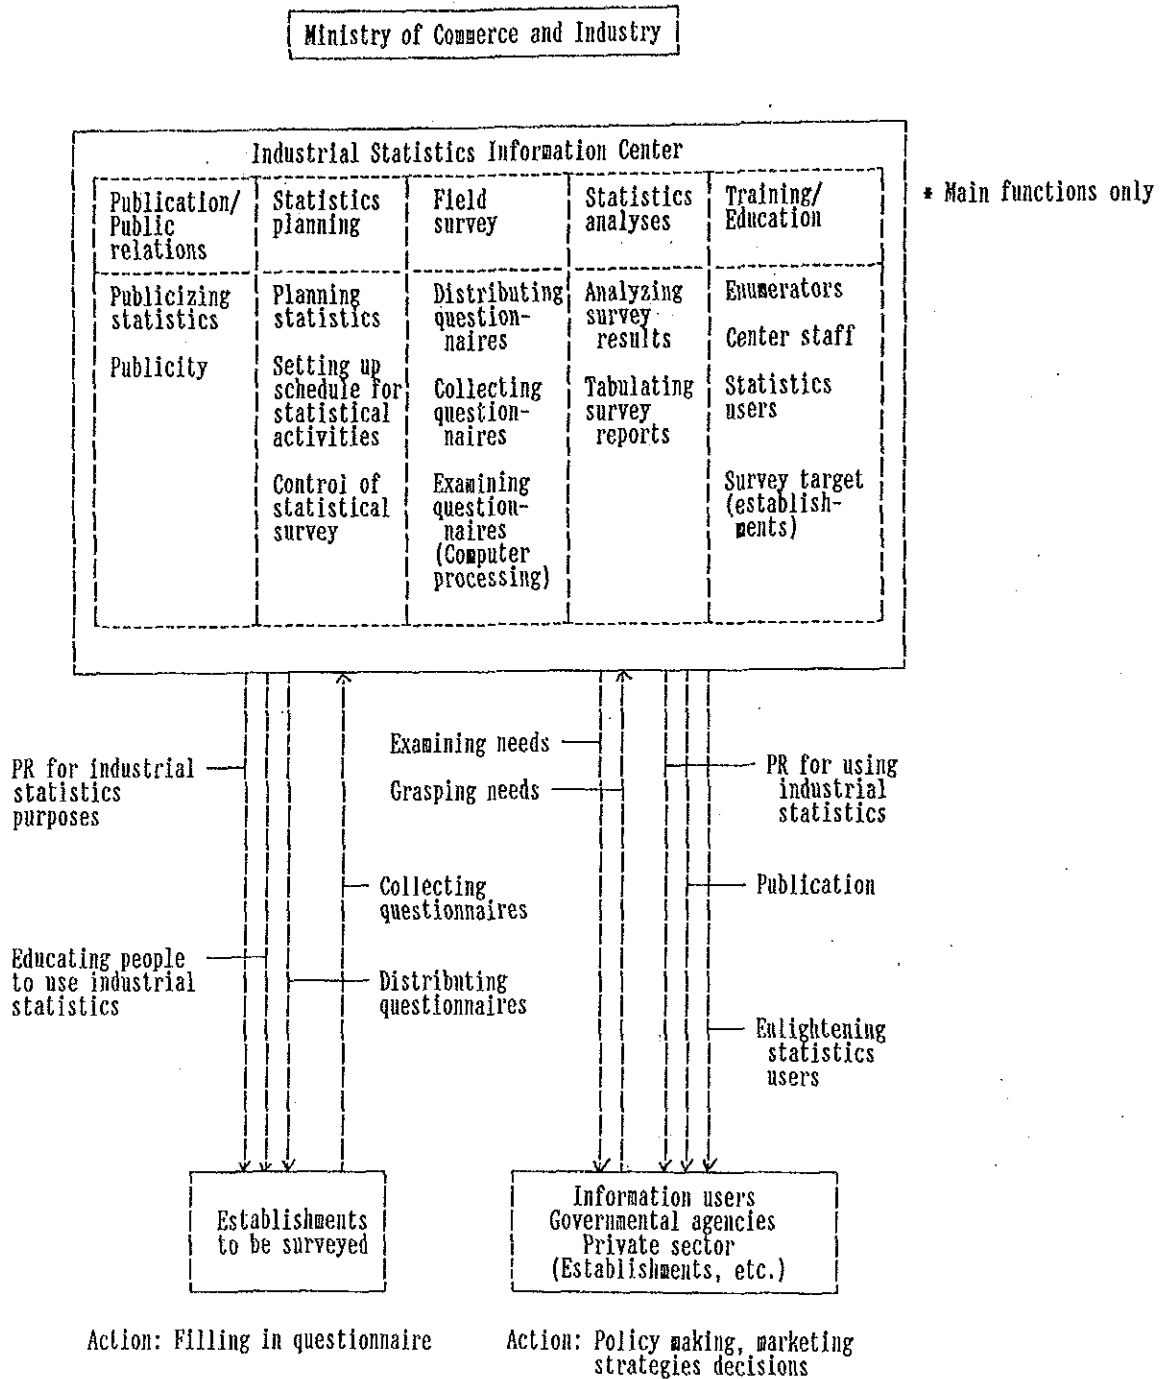 Ministry of Commerce and Industry
Industrial Statistics Information Center
Publication/
Public
relations
Statistics
planning
Field
survey
Statistics
analyses
Training/
Education
* Main functions only
Publicizing
statistics
Publicity
Planning
statistics
Setting up
schedule for
statistical
activities
Control of
statistical
survey
Distributing
question-
naires
Collecting
question-
naires
Examining
question-
naires
(Computer
processing)
Analyzing
survey
results
Tabulating
survey
reports
Enumerators
Center staff
Statistics
users
Survey target
(establish-
ments)
PR for industrial
statistics
purposes
Educating people
to use industrial
statistics
Collecting
questionnaires
Distributing
questionnaires
Examining needs
Grasping needs
PR for using
industrial
statistics
Publication
Enlightening
statistics
users
Establishments
to be surveyed
Information users
Governmental agencies
Private sector
(Establishments, etc.)
Action: Filling in questionnaire
Action: Policy making, marketing
strategies decisions